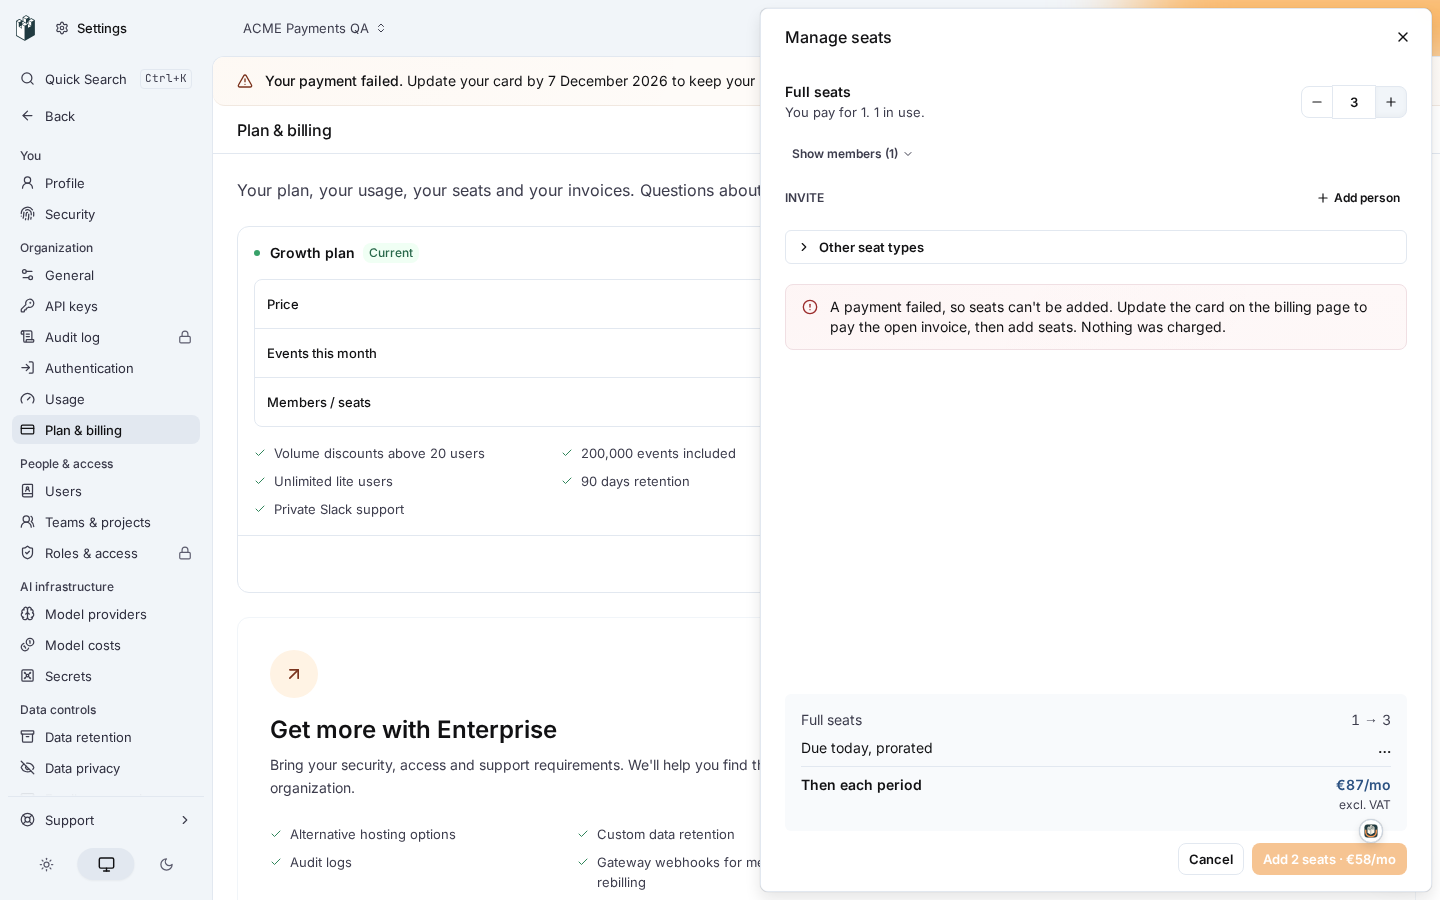 Settings
ACME Payments QA
Quick Search
Ctrl+K
Back
You
Profile
Security
Organization
General
API keys
Audit log
Authentication
Usage
Plan & billing
People & access
Users
Teams & projects
Roles & access
AI infrastructure
Model providers
Model costs
Secrets
Data controls
Data retention
Data privacy
Support
Your payment failed. Update your card by 7 December 2026 to keep your
Plan & billing
Your plan, your usage, your seats and your invoices. Questions about
Growth plan
Current
Price
Events this month
Members / seats
Volume discounts above 20 users
200,000 events included
Unlimited lite users
90 days retention
Private Slack support
Get more with Enterprise
Bring your security, access and support requirements. We'll help you find
organization.
Alternative hosting options
Custom data retention
Audit logs
Gateway webhooks for
rebilling
Manage seats
Full seats
You pay for 1. 1 in use.
3
Show members (1)
INVITE
Add person
Other seat types
A payment failed, so seats can't be added. Update the card on the billing page to
pay the open invoice, then add seats. Nothing was charged.
Full seats
1 → 3
Due today, prorated
...
Then each period
€87/mo
excl. VAT
Cancel
Add 2 seats · €58/mo